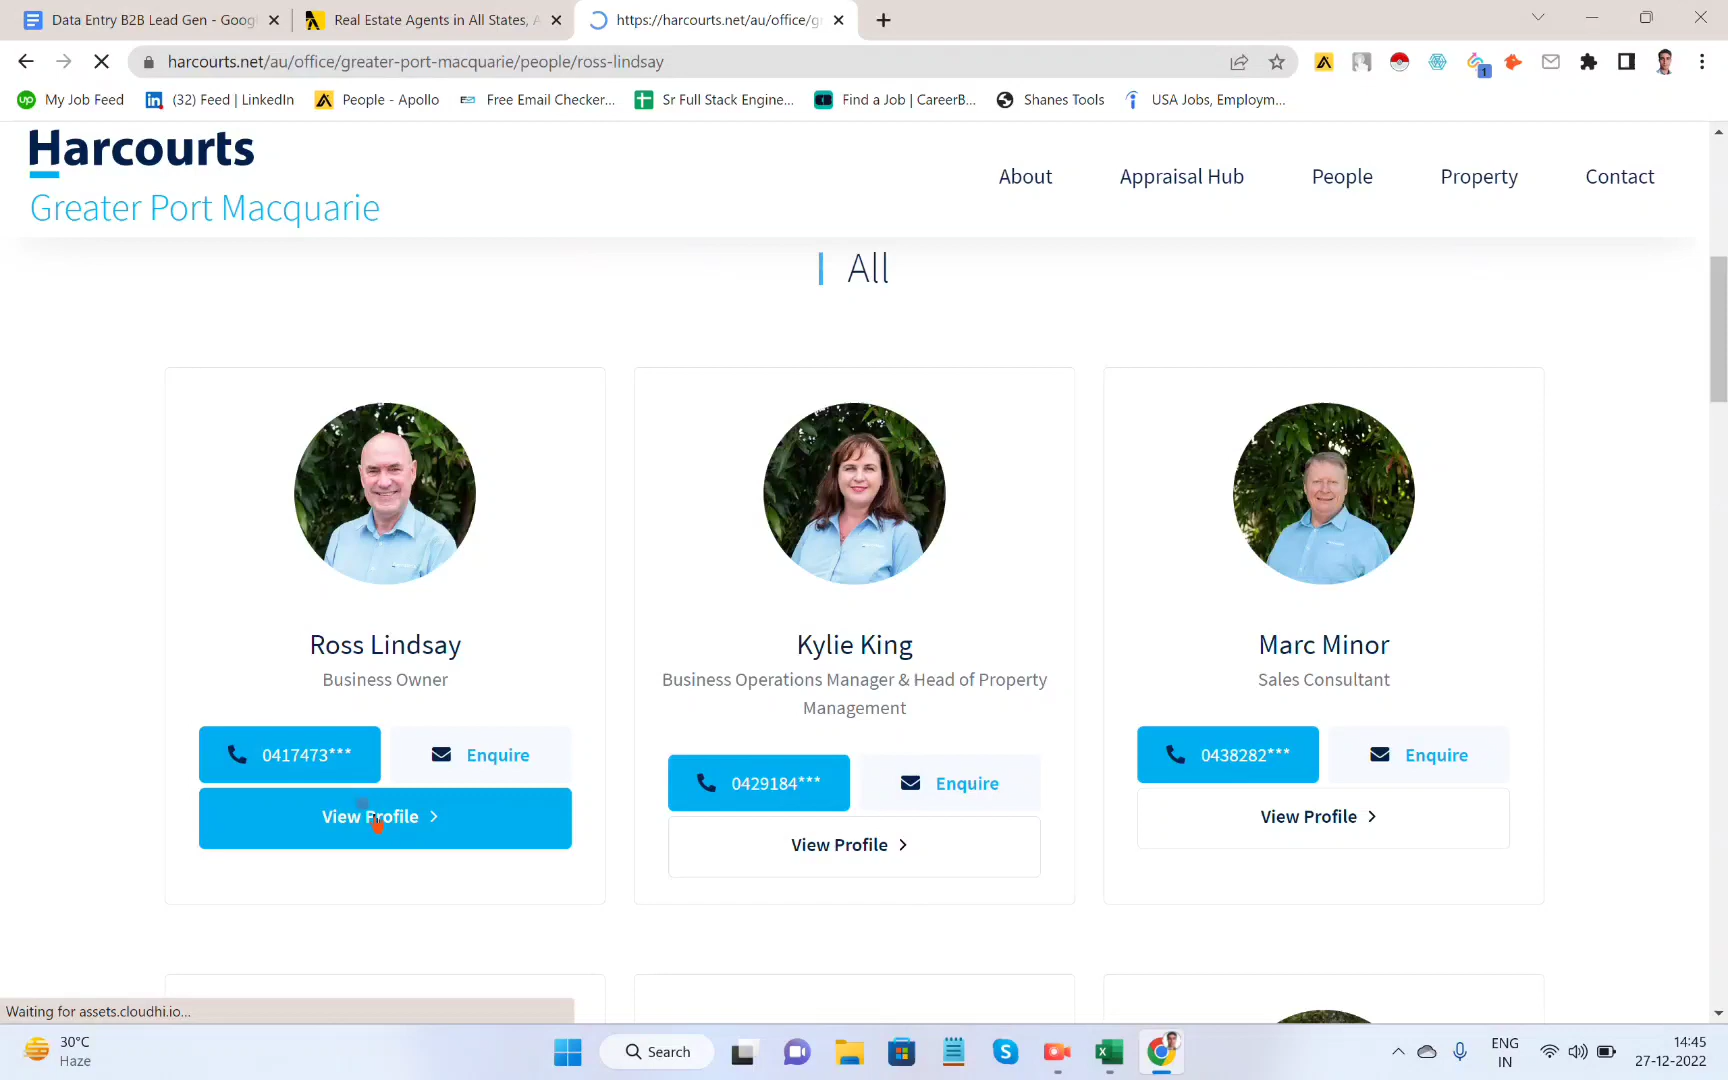 Data Entry B2B Lead Gen - Goog
Real Estate Agents in All States, A
https://harcourts.net/au/office/gr
harcourts.net/au/office/greater-port-macquarie/people/ross-lindsay
1
My Job Feed
(32) Feed | LinkedIn
People - Apollo
Free Email Checker...
Sr Full Stack Engine...
Find a Job | CareerB...
Shanes Tools
USA Jobs, Employm...
Harcourts
Greater Port Macquarie
About
Appraisal Hub
People
Property
Contact
All
Ross Lindsay
Business Owner
0417473***
Enquire
View Profile
Kylie King
Business Operations Manager & Head of Property
Management
0429184***
Enquire
View Profile
Marc Minor
Sales Consultant
0438282***
Enquire
View Profile
Waiting for assets.cloudhi.io...
30°C
Haze
Search
ENG
IN
14:45
27-12-2022